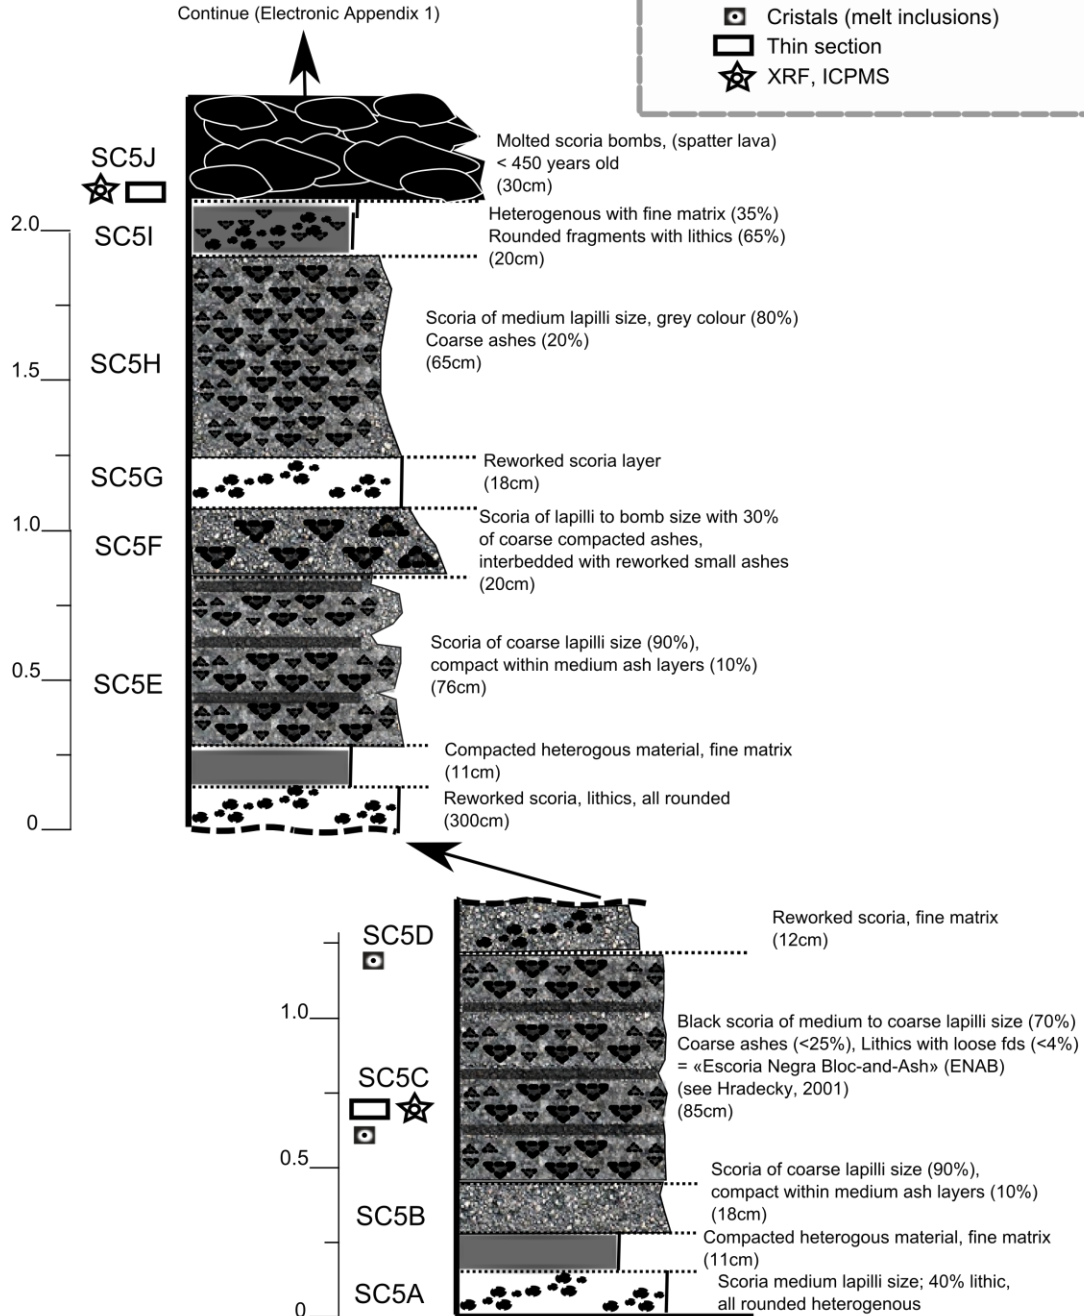 Continue (Electronic Appendix 1)
Cristals (melt inclusions)
Thin section
XRF, ICPMS
SC5J
Molted scoria bombs, (spatter lava)
< 450 years old
(30cm)
2.0
SC5I
Heterogenous with fine matrix (35%)
Rounded fragments with lithics (65%)
(20cm)
Scoria of medium lapilli size, grey colour (80%)
Coarse ashes (20%)
(65cm)
SC5H
1.5
SC5G
Reworked scoria layer
(18cm)
1.0
SC5F
Scoria of lapilli to bomb size with 30%
of coarse compacted ashes,
interbedded with reworked small ashes
(20cm)
0.5
SC5E
Scoria of coarse lapilli size (90%),
compact within medium ash layers (10%)
(76cm)
Compacted heterogous material, fine matrix
(11cm)
Reworked scoria, lithics, all rounded
(300cm)
0
SC5D
Reworked scoria, fine matrix
(12cm)
1.0
Black scoria of medium to coarse lapilli size (70%)
Coarse ashes (<25%), Lithics with loose fds (<4%)
= «Escoria Negra Bloc-and-Ash» (ENAB)
(see Hradecky, 2001)
(85cm)
SC5C
0.5
Scoria of coarse lapilli size (90%),
compact within medium ash layers (10%)
(18cm)
SC5B
Compacted heterogous material, fine matrix
(11cm)
SC5A
Scoria medium lapilli size; 40% lithic,
all rounded heterogenous
0